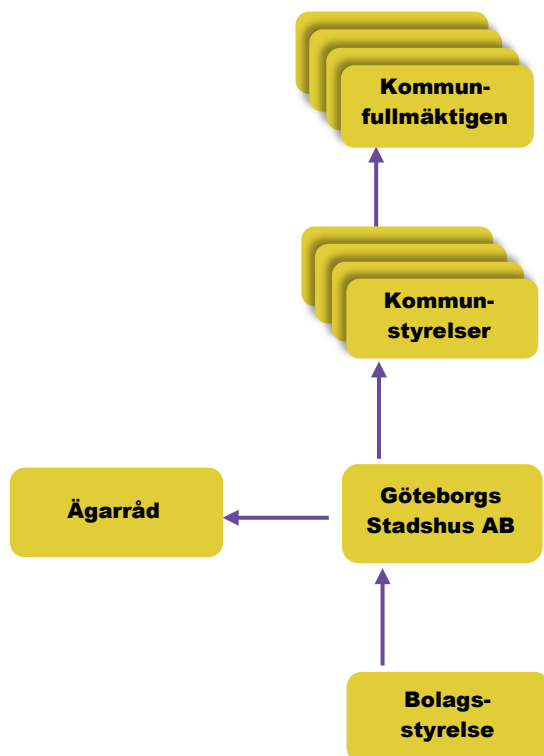 Kommun-
fullmäktigen
Kommun-
styrelser
Ägarråd
Göteborgs
Stadshus AB
Bolags-
styrelse